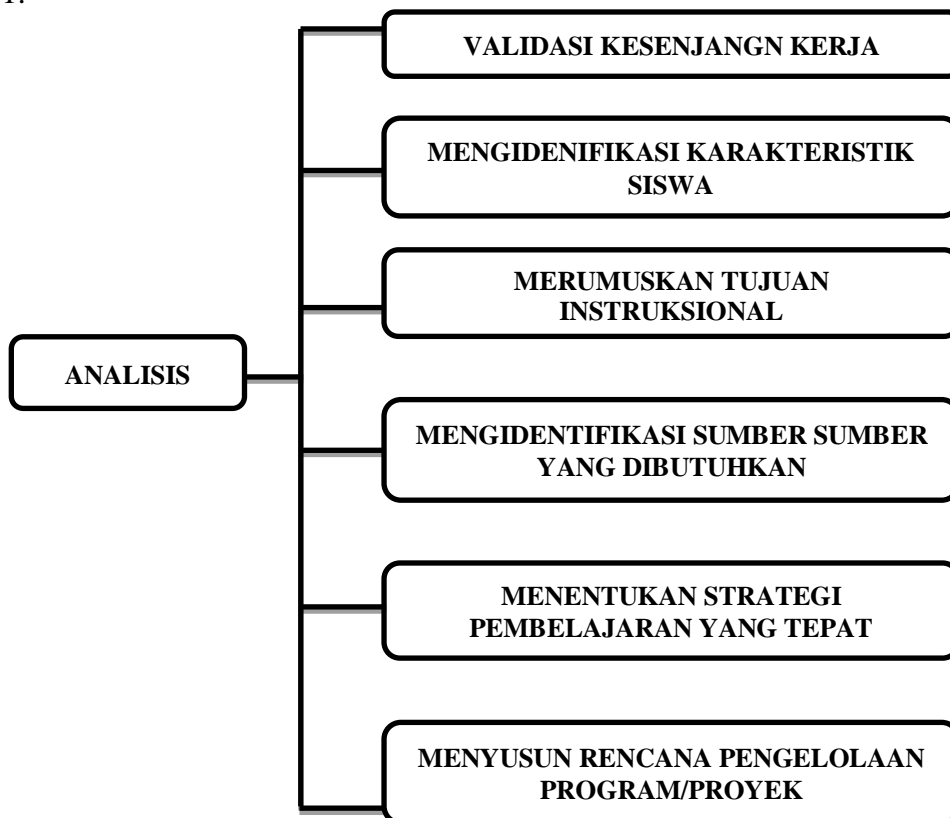 1.
VALIDASI KESENJANGN KERJA
MENGIDENIFIKASI KARAKTERISTIK
SISWA
MERUMUSKAN TUJUAN
INSTRUKSIONAL
ANALISIS
MENGIDENTIFIKASI SUMBER SUMBER
YANG DIBUTUHKAN
MENENTUKAN STRATEGI
PEMBELAJARAN YANG TEPAT
MENYUSUN RENCANA PENGELOLAAN
PROGRAM/PROYEK